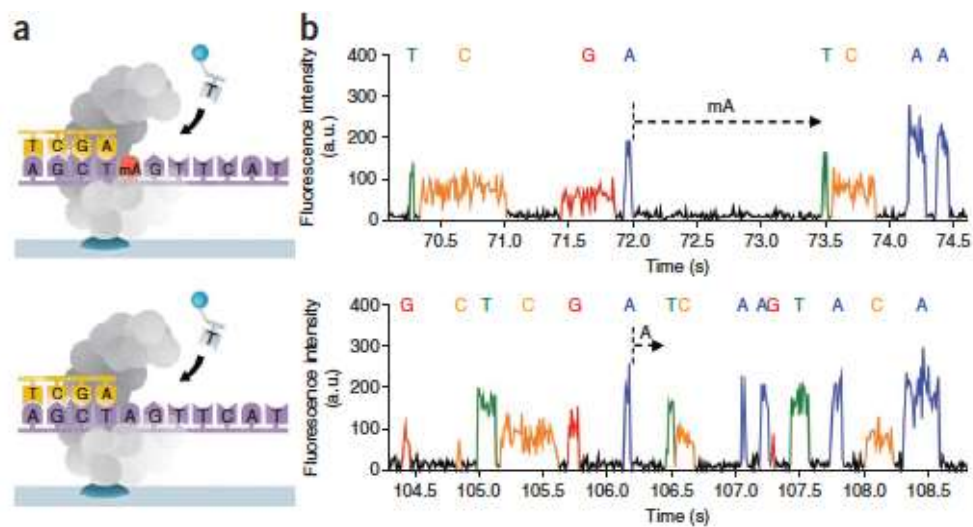 a
T
T C G A
A G C T mA G T T C A T
b
T C G A T C A A
Fluorescence intensity
(a.u.)
400
300
200
100
0
mA
70.5 71.0 71.5 72.0 72.5 73.0 73.5 74.0 74.5
Time (s)
T
T C G A
A G C T A G T T C A T
G C T C G A T C A A G T A C A
Fluorescence intensity
(a.u.)
400
300
200
100
0
A
104.5 105.0 105.5 106.0 106.5 107.0 107.5 108.0 108.5
Time (s)